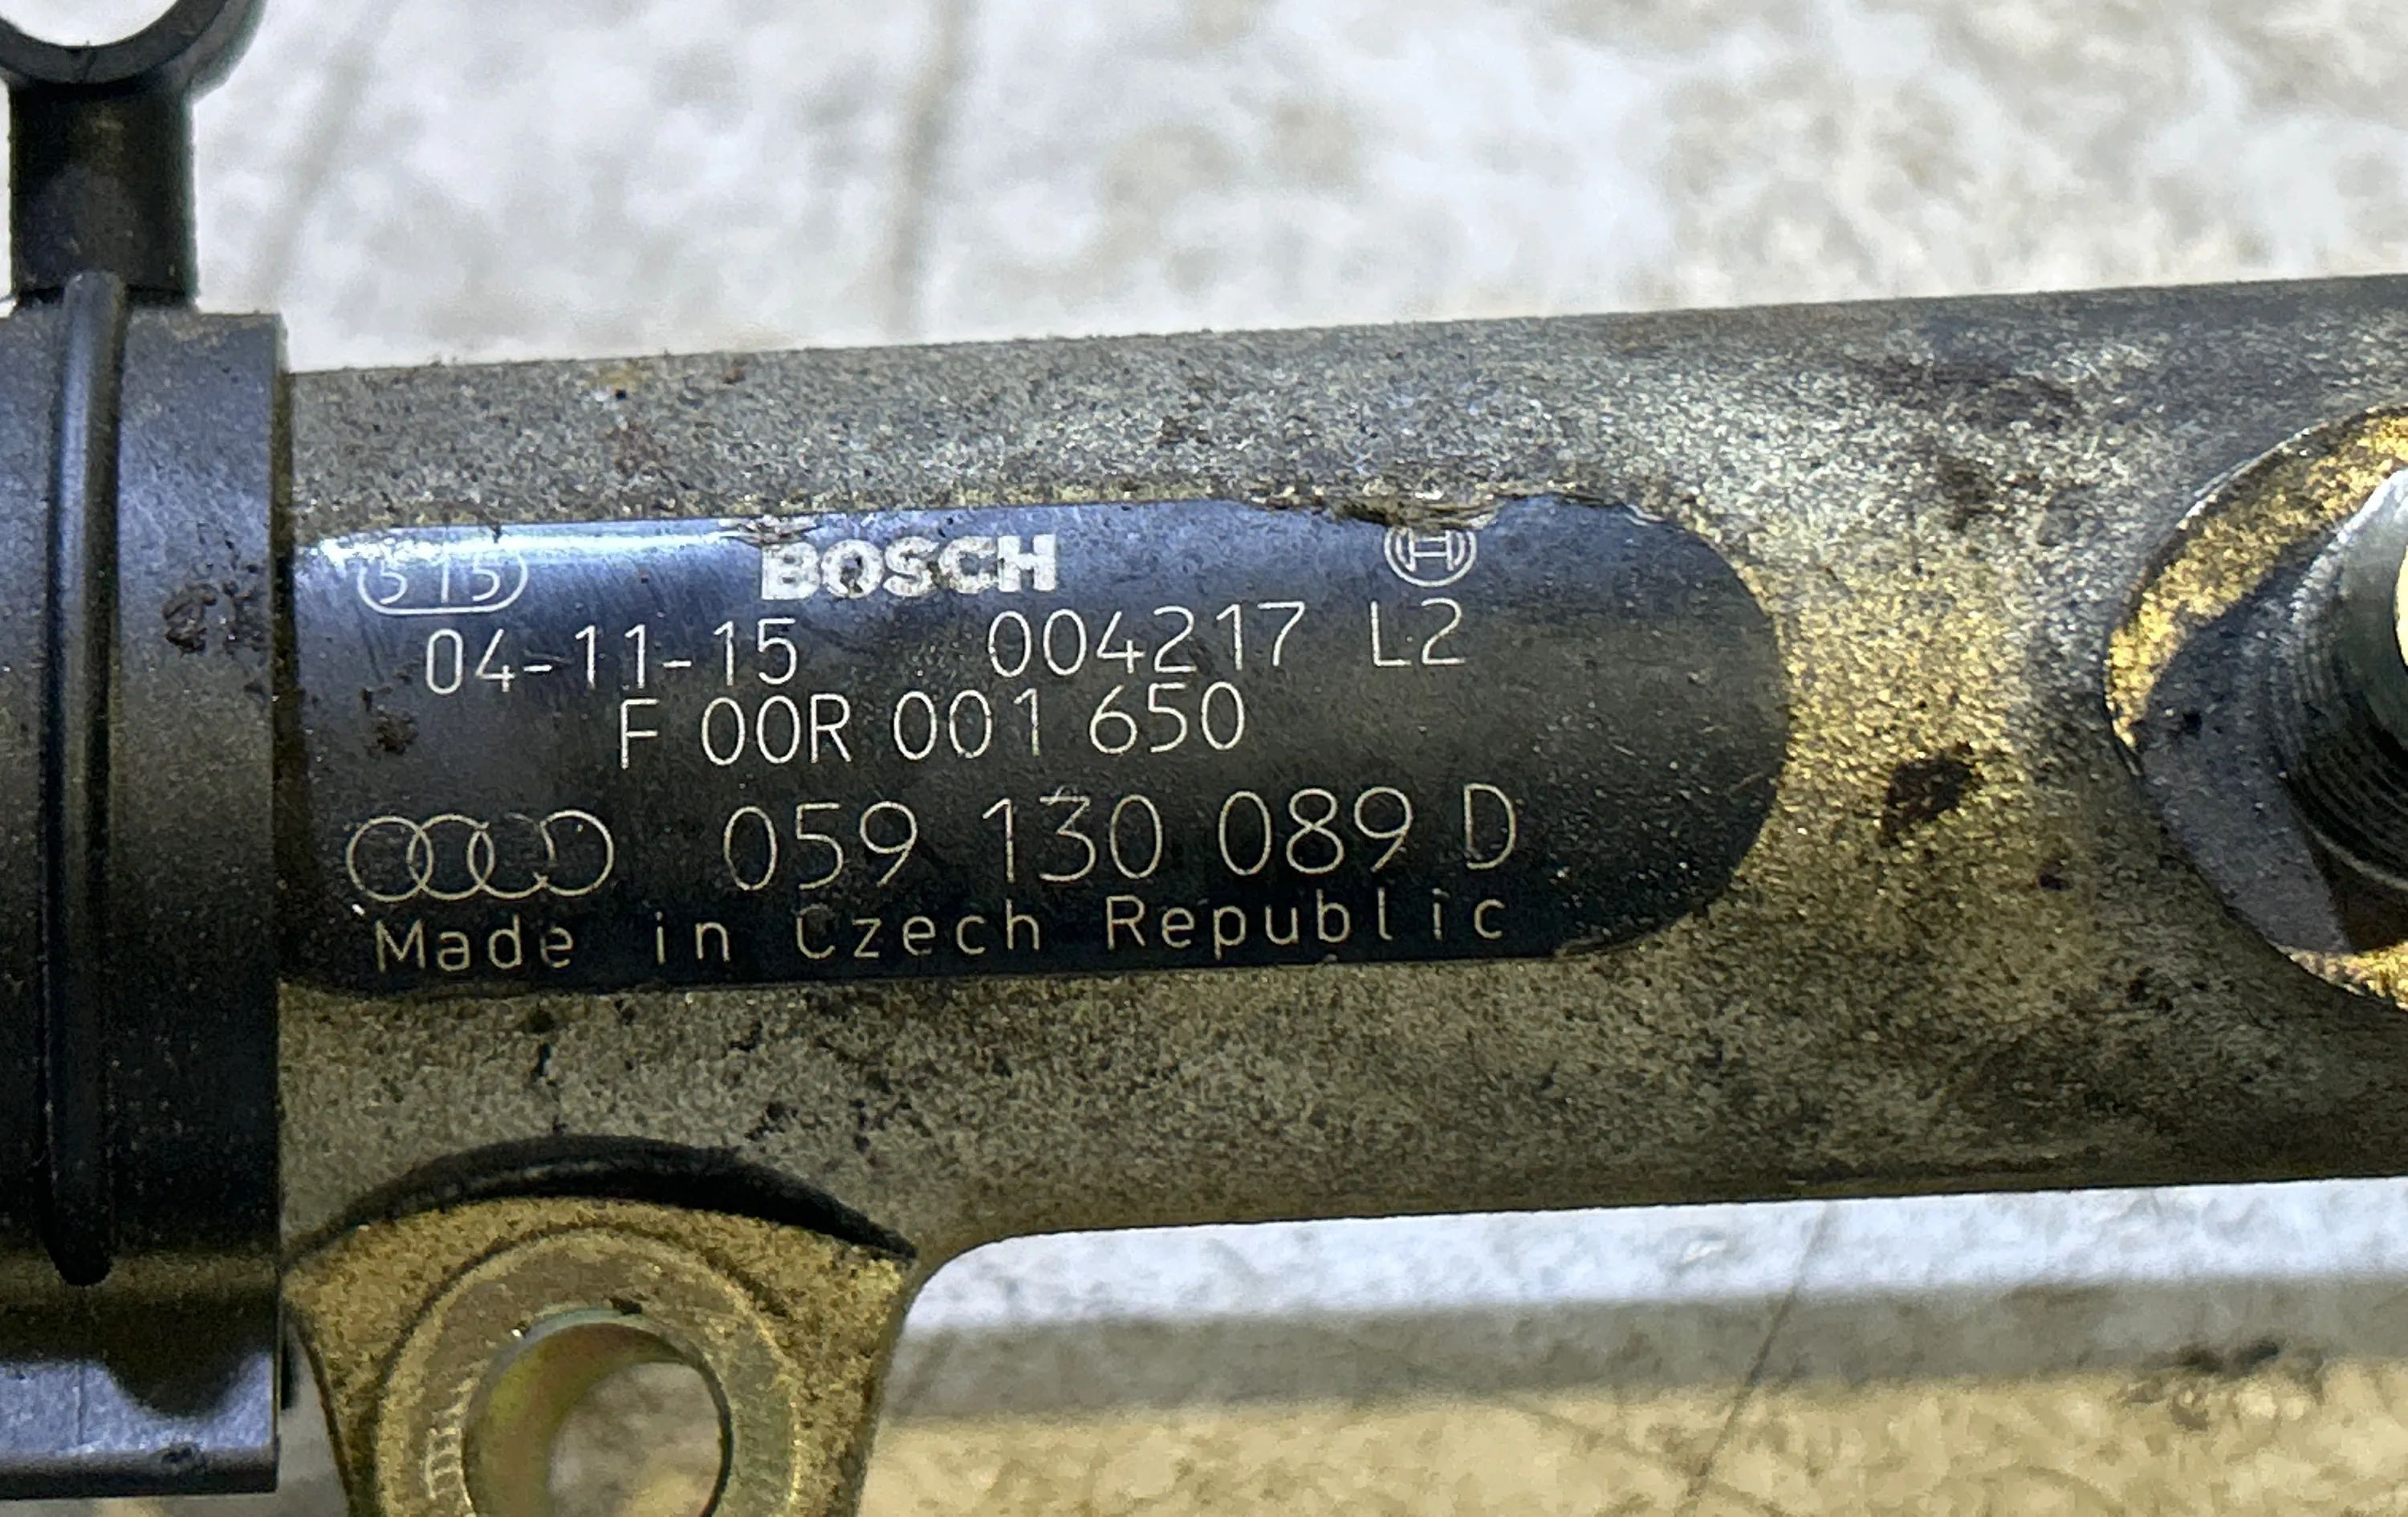 515 BOSCH
04-11-15 004217 L2
F 00R 001 650
059 130 089 D
Made in Czech Republic